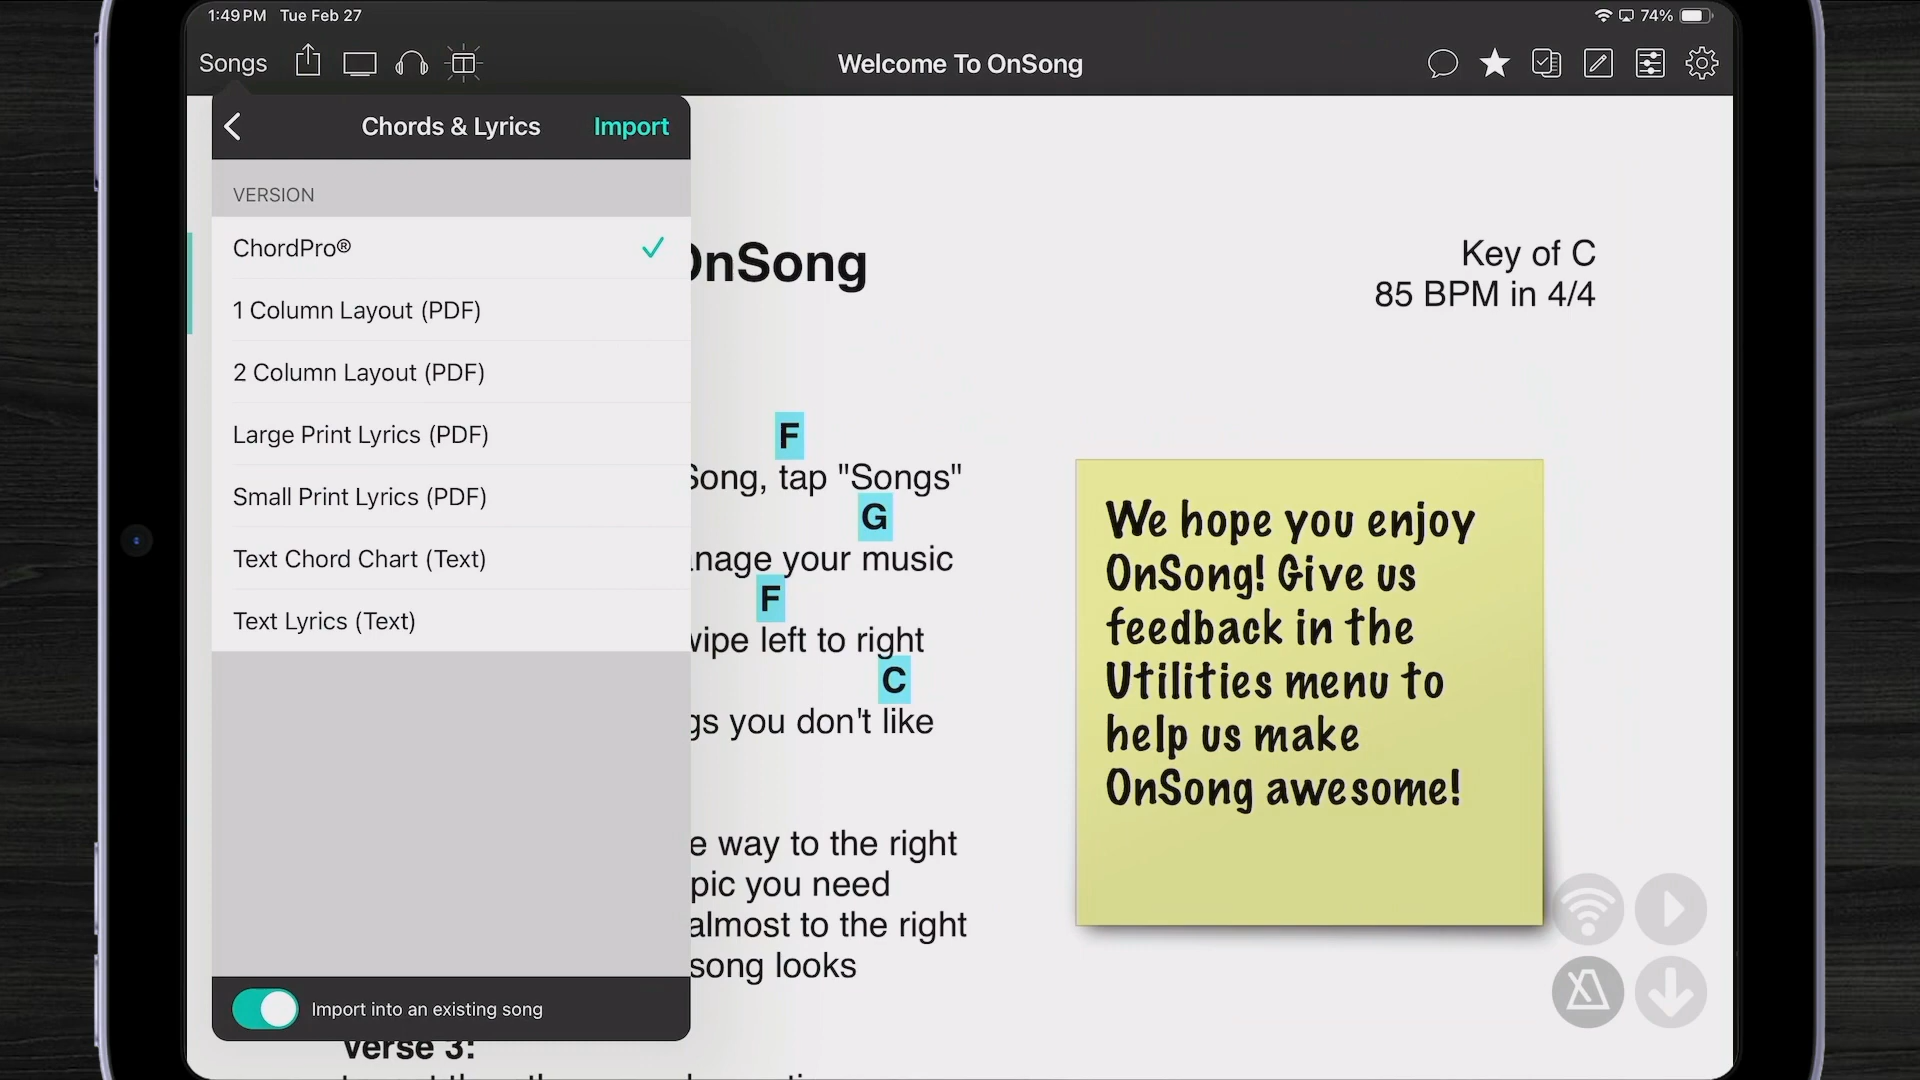 1:49 PM Tue Feb 27
74%
Songs
Welcome To OnSong
Chords & Lyrics
Import
VERSION
ChordPro®
1 Column Layout (PDF)
2 Column Layout (PDF)
Large Print Lyrics (PDF)
Small Print Lyrics (PDF)
Text Chord Chart (Text)
Text Lyrics (Text)
Import into an existing song
OnSong
Key of C
85 BPM in 4/4
F
Song, tap "Songs"
G
nage your music
F
wipe left to right
C
gs you don't like
e way to the right
pic you need
almost to the right
song looks
Verse 3:
We hope you enjoy
OnSong! Give us
feedback in the
Utilities menu to
help us make
OnSong awesome!